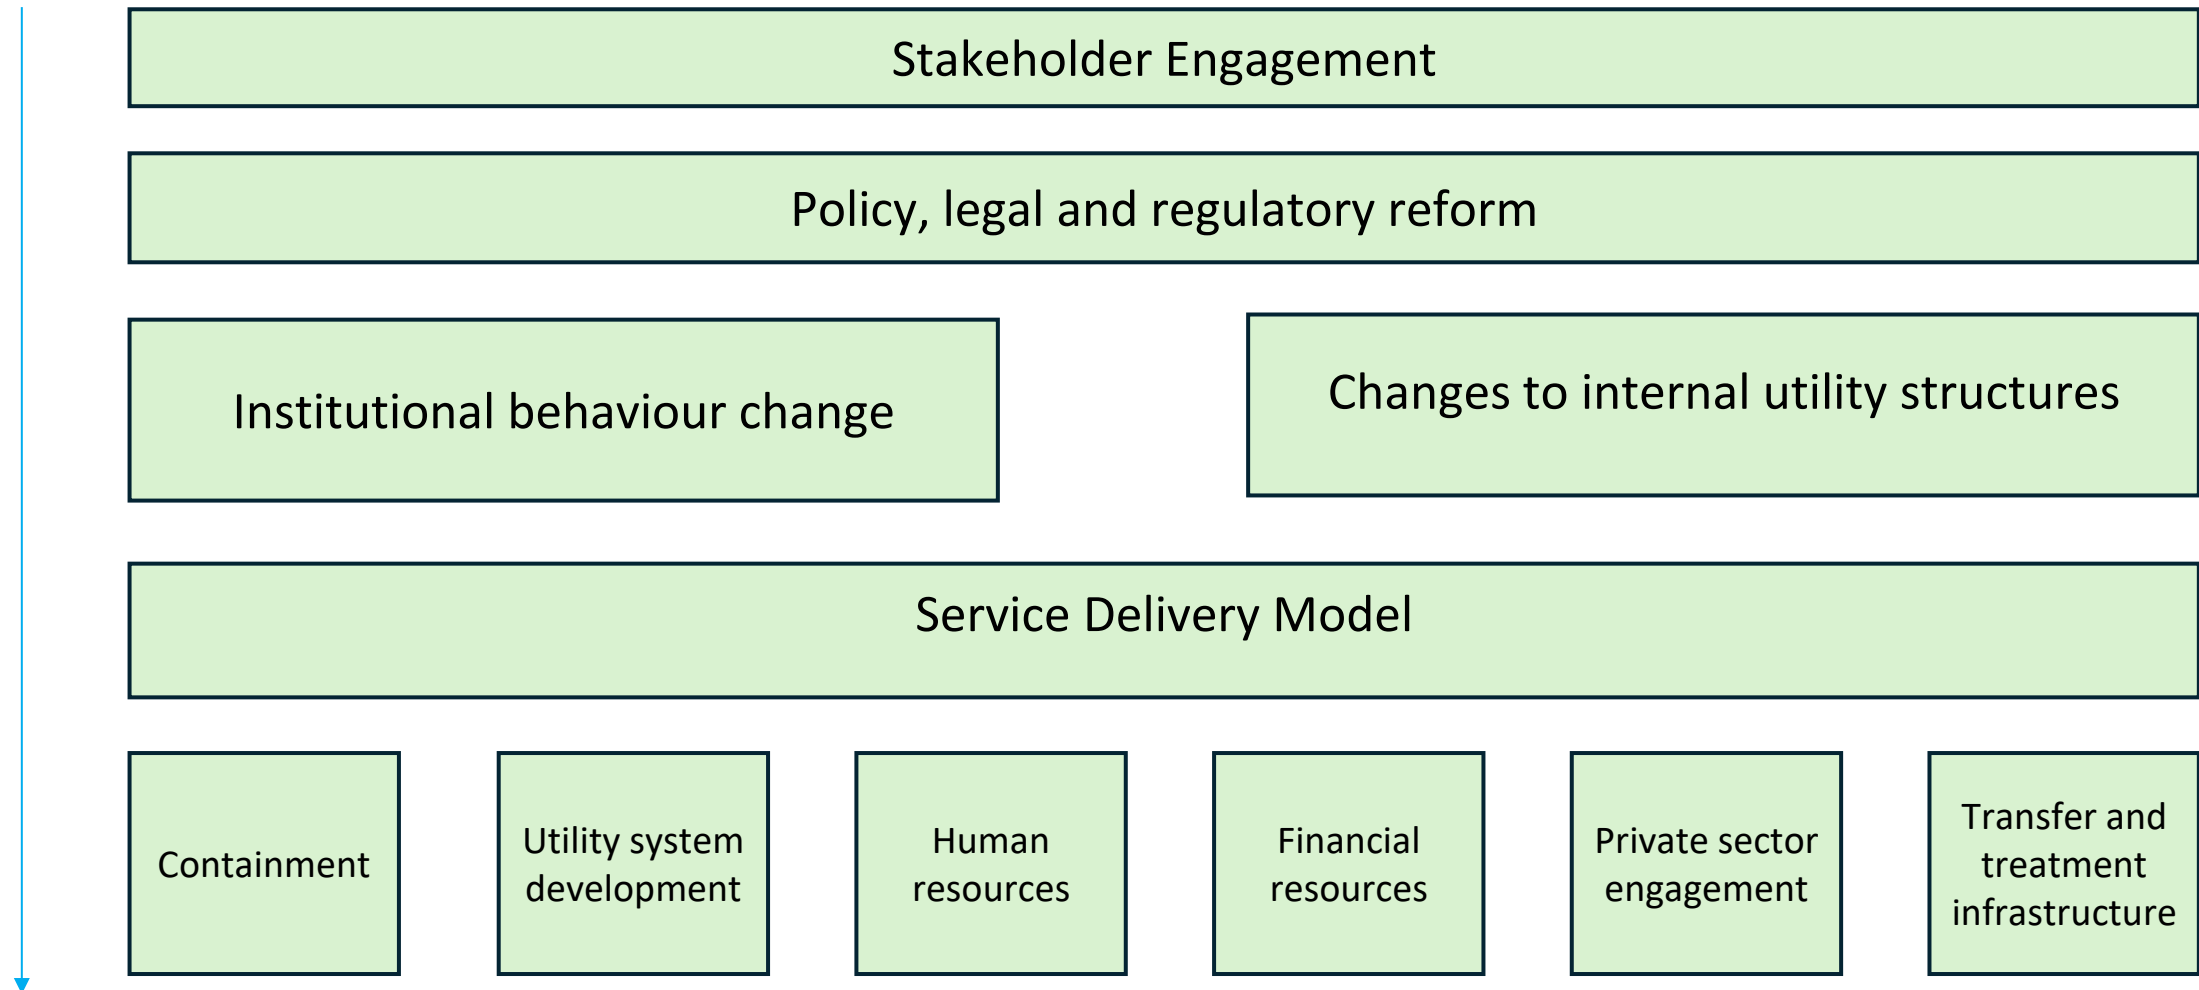 Stakeholder Engagement
Policy, legal and regulatory reform
Institutional behaviour change
Changes to internal utility structures
Service Delivery Model
Containment
Utility system
development
Human
resources
Financial
resources
Private sector
engagement
Transfer and
treatment
infrastructure